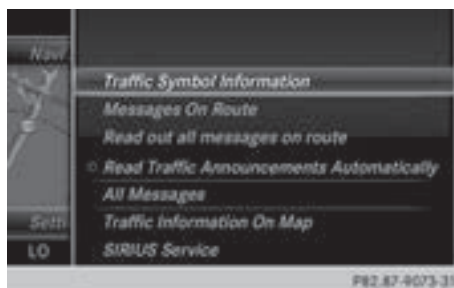 Navi
Traffic Symbol Information
Messages On Route
Read out all messages on route
Read Traffic Announcements Automatically
All Messages
Setti
Traffic Information On Map
LO
SIRIUS Service
P82.87-9073-31